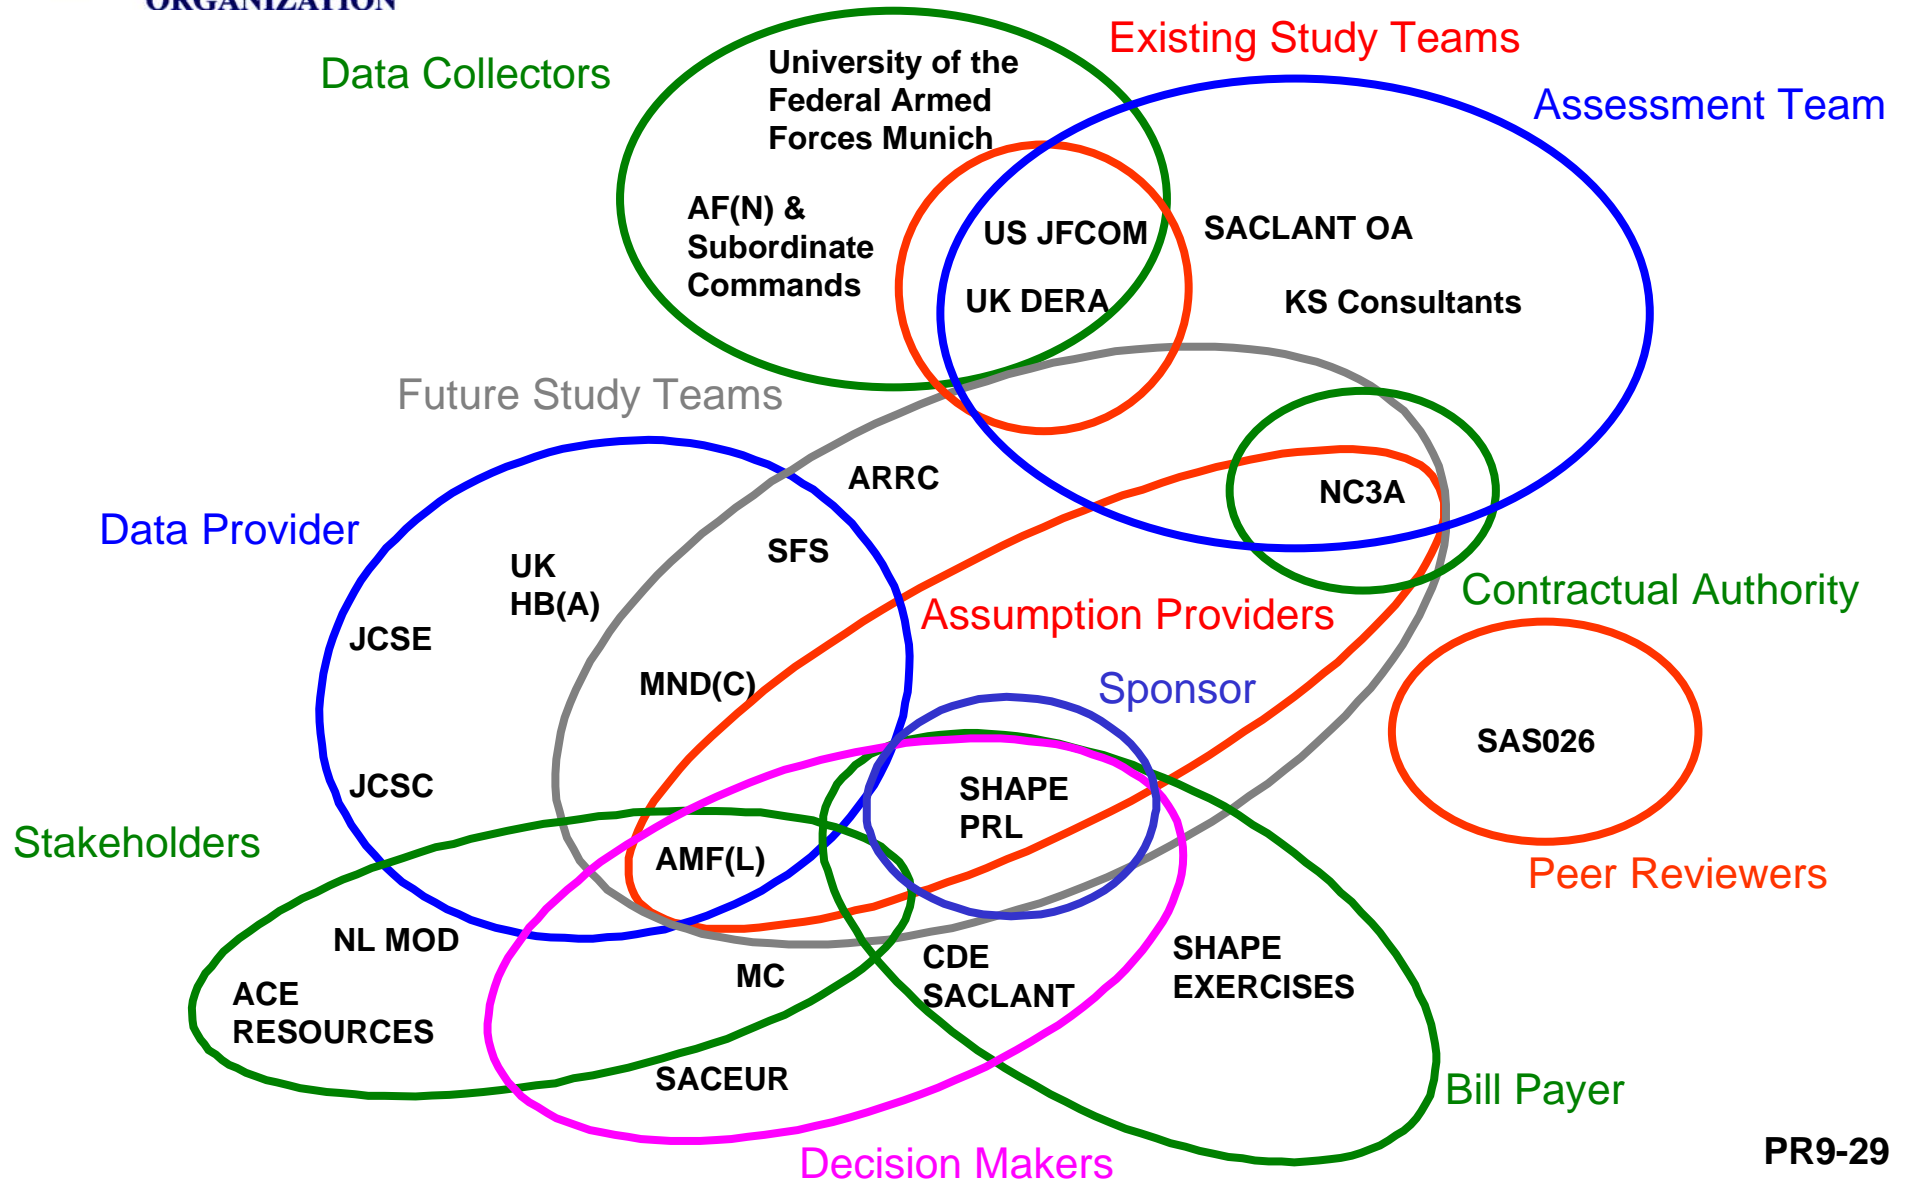 ORGANIZATION
Existing Study Teams
Data Collectors
University of the
Federal Armed
Forces Munich
Assessment Team
AF(N) &
Subordinate
Commands
US JFCOM
UK DERA
SACLANT OA
KS Consultants
Future Study Teams
ARRC
NC3A
Data Provider
SFS
UK
HB(A)
JCSE
Assumption Providers
Contractual Authority
MND(C)
Sponsor
SAS026
JCSC
SHAPE
PRL
Stakeholders
AMF(L)
Peer Reviewers
NL MOD
MC
CDE
SACLANT
SHAPE
EXERCISES
ACE
RESOURCES
SACEUR
Bill Payer
Decision Makers
PR9-29